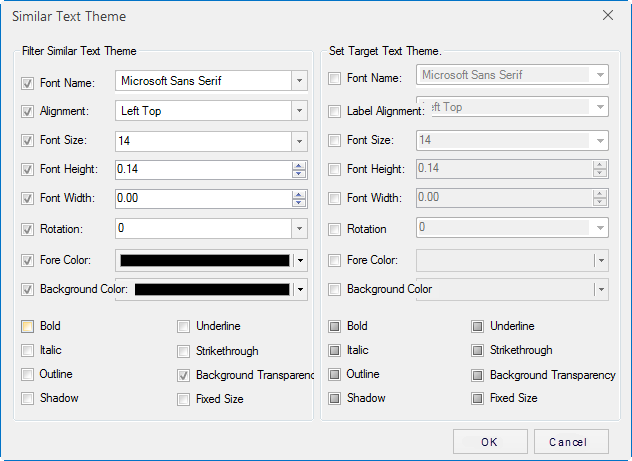 Similar Text Theme
Filter Similar Text Theme
Font Name: Microsoft Sans Serif
Alignment: Left Top
Font Size: 14
Font Height: 0.14
Font Width: 0.00
Rotation: 0
Fore Color:
Background Color:
Bold Underline
Italic Strikethrough
Outline Background Transparency
Shadow Fixed Size
Set Target Text Theme.
Font Name: Microsoft Sans Serif
Label Alignment: eft Top
Font Size: 14
Font Height: 0.14
Font Width: 0.00
Rotation 0
Fore Color:
Background Color
Bold Underline
Italic Strikethrough
Outline Background Transparency
Shadow Fixed Size
OK Cancel